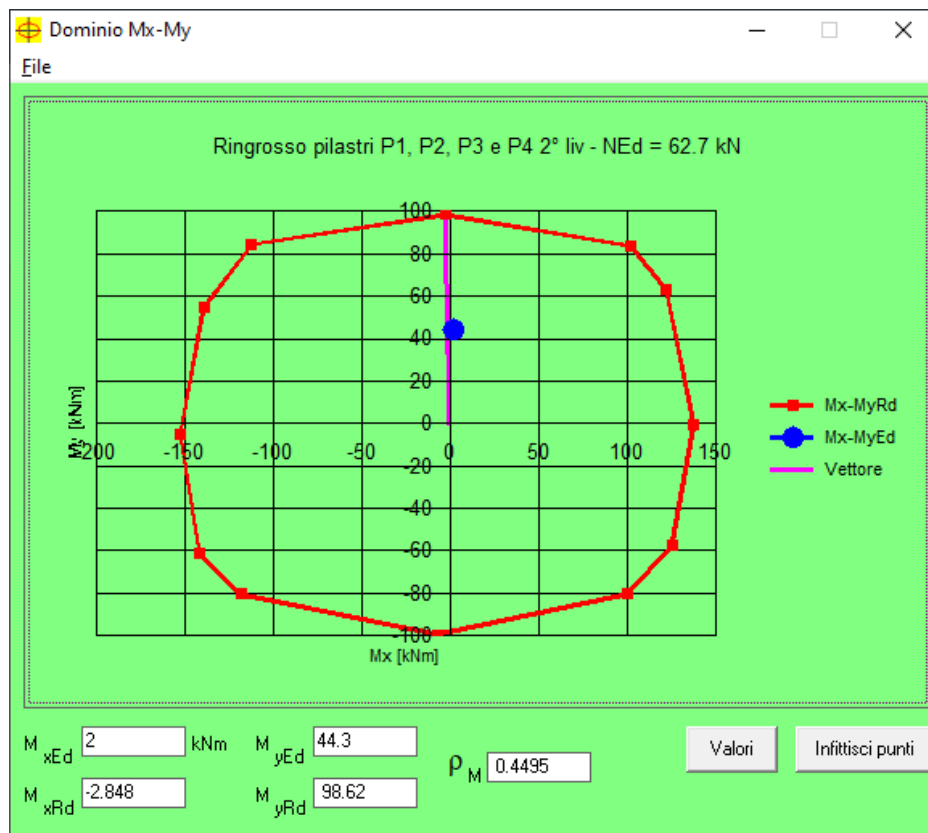 Dominio Mx-My
File
Ringrosso pilastri P1, P2, P3 e P4 2° liv - NEd = 62.7 kN
100
80
60
40
20
0
-200 -150 -100 -50 0 50 100 150
-20
-40
-60
-80
-100
My [kNm]
Mx [kNm]
Mx-MyRd
Mx-MyEd
Vettore
M xEd 2 kNm M yEd 44.3
ρ M 0.4495
M xRd -2.848 M yRd 98.62
Valori
Infittisci punti